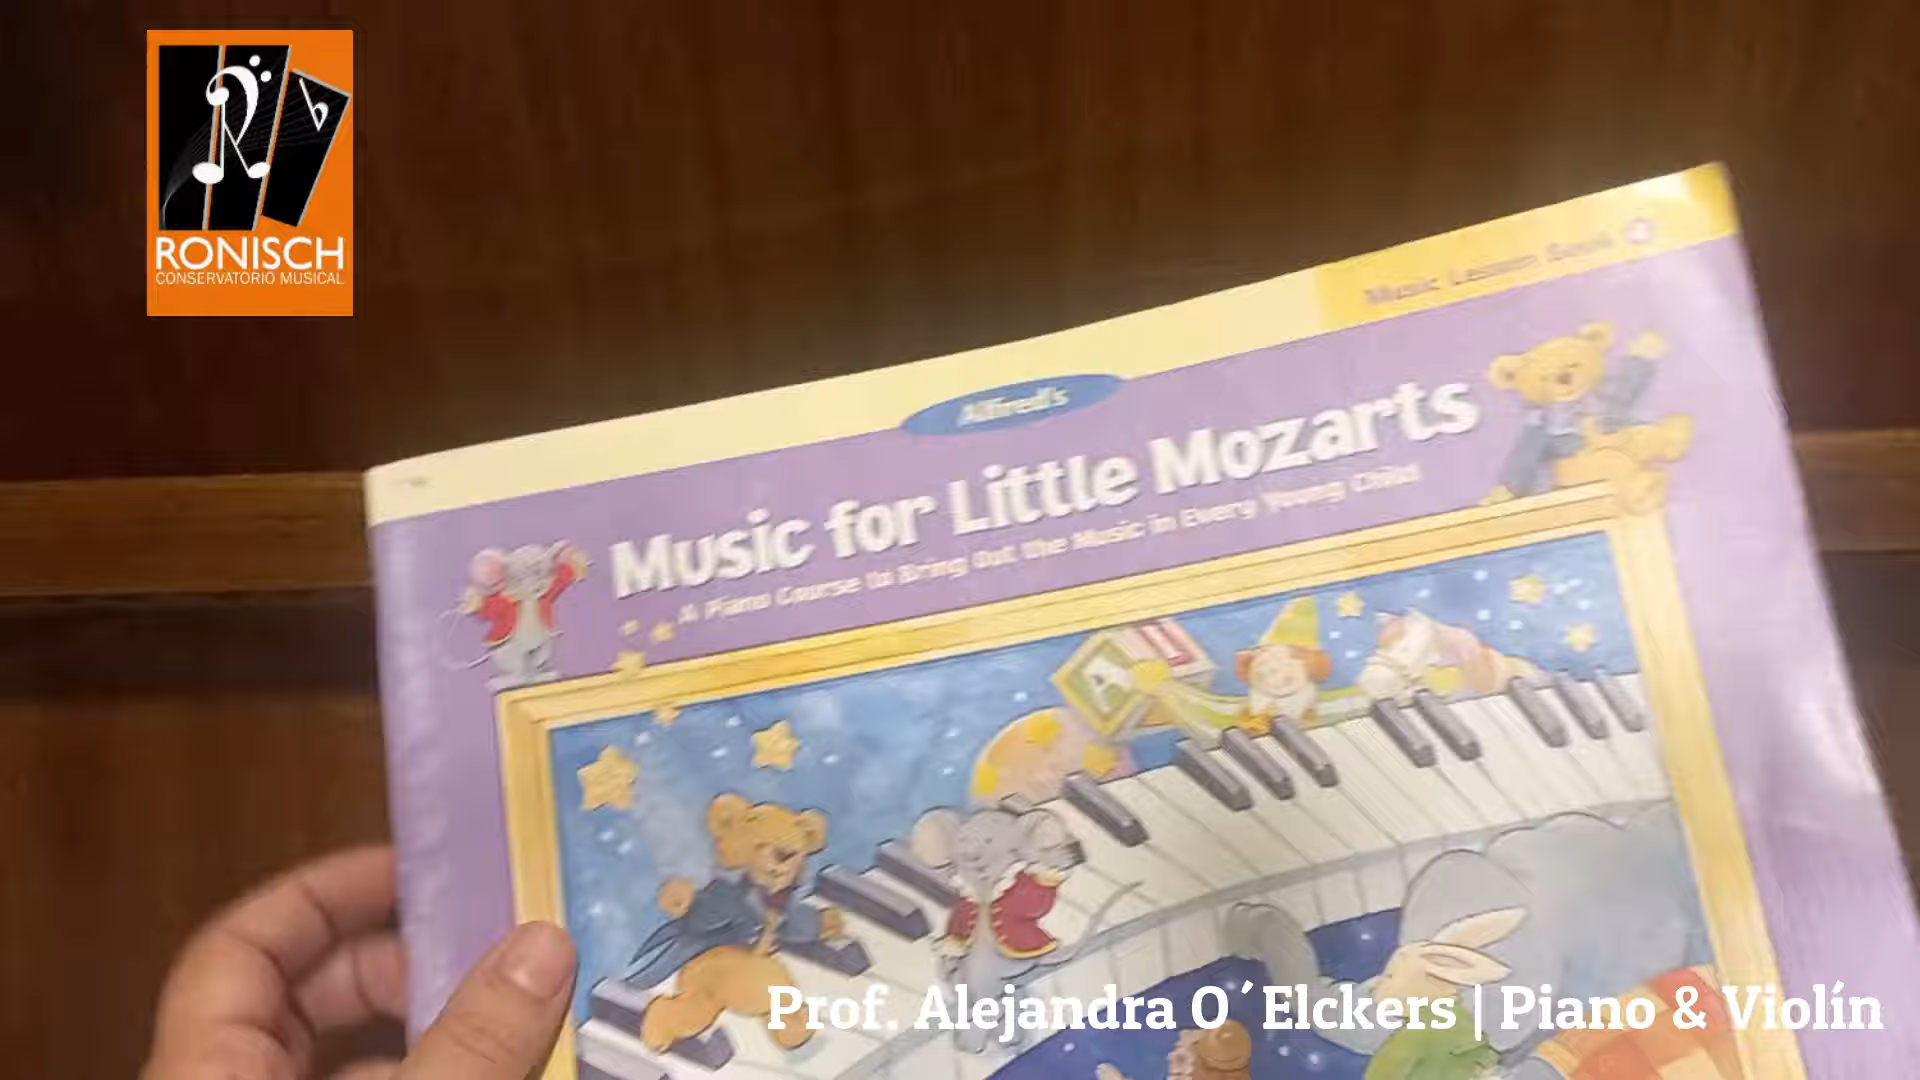 RONISCH
CONSERVATORIO MUSICAL
Music Lesson Book
Alfred's
Music for Little Mozarts
A Piano Course to Bring Out the Music in Every Young Child
A
Prof. Alejandra O´Elckers | Piano & Violín